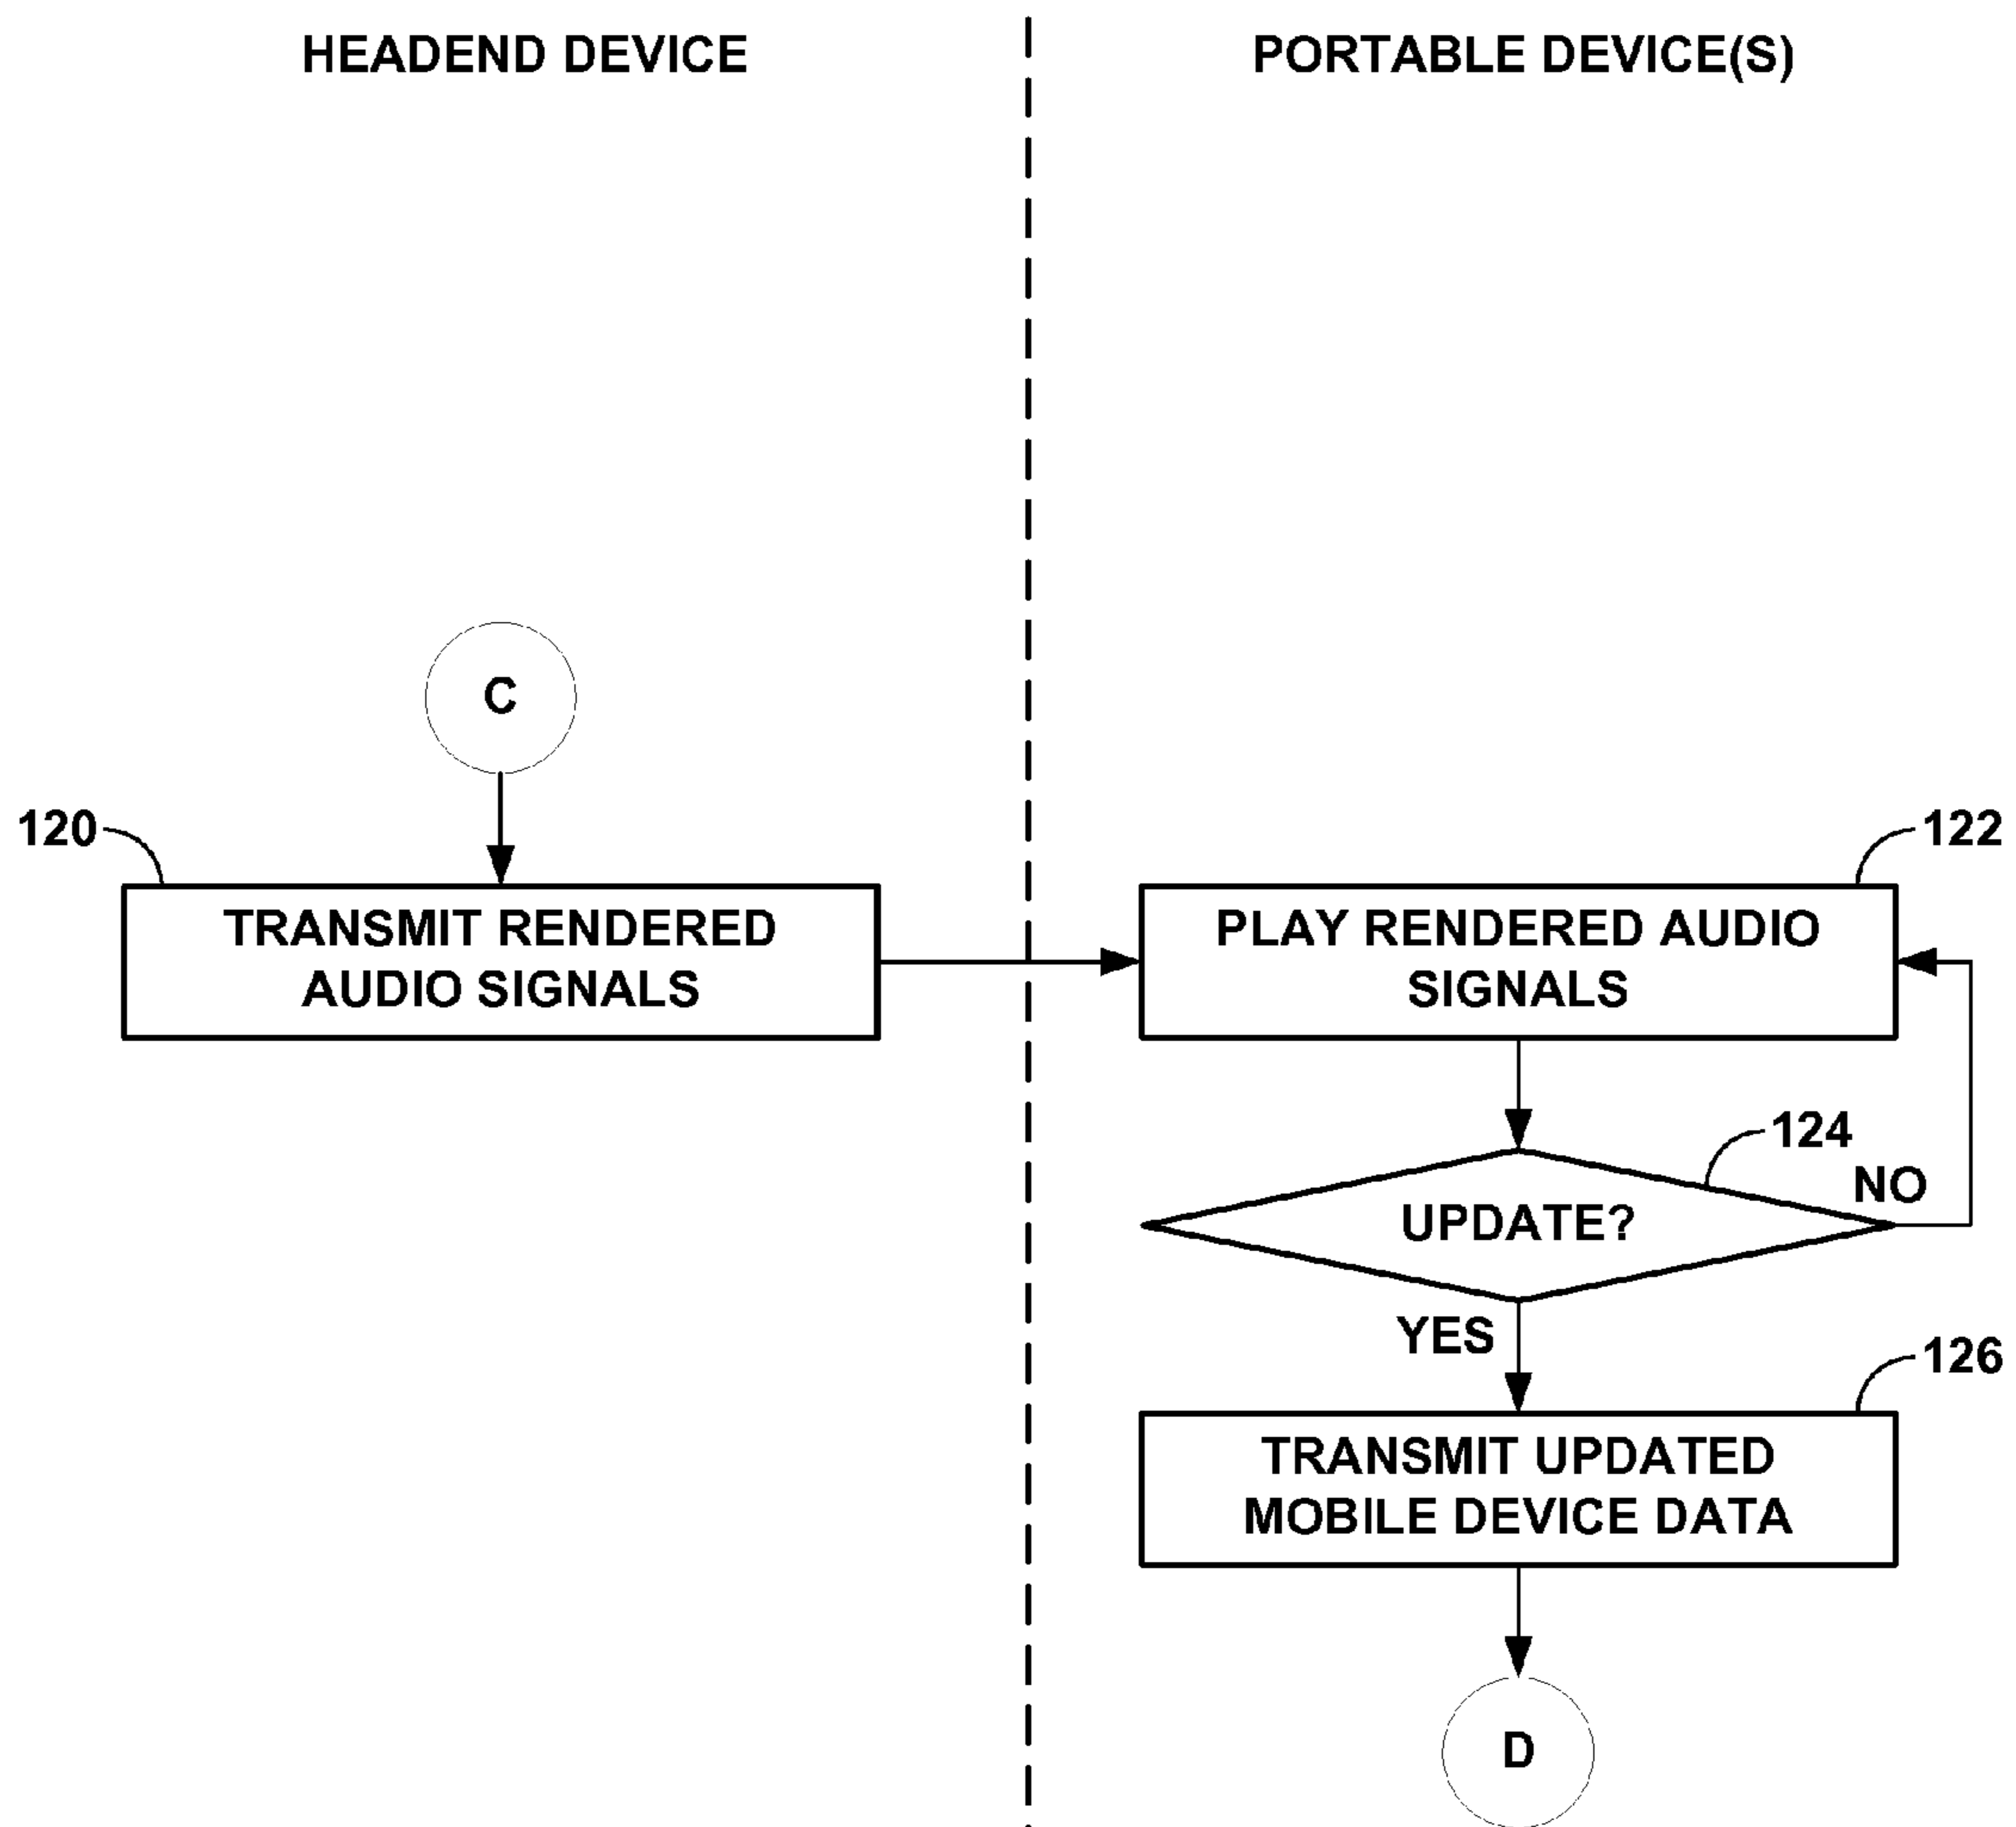 HEADEND DEVICE
PORTABLE DEVICE(S)
C
120
TRANSMIT RENDERED
AUDIO SIGNALS
122
PLAY RENDERED AUDIO
SIGNALS
124
NO
UPDATE?
YES
126
TRANSMIT UPDATED
MOBILE DEVICE DATA
D